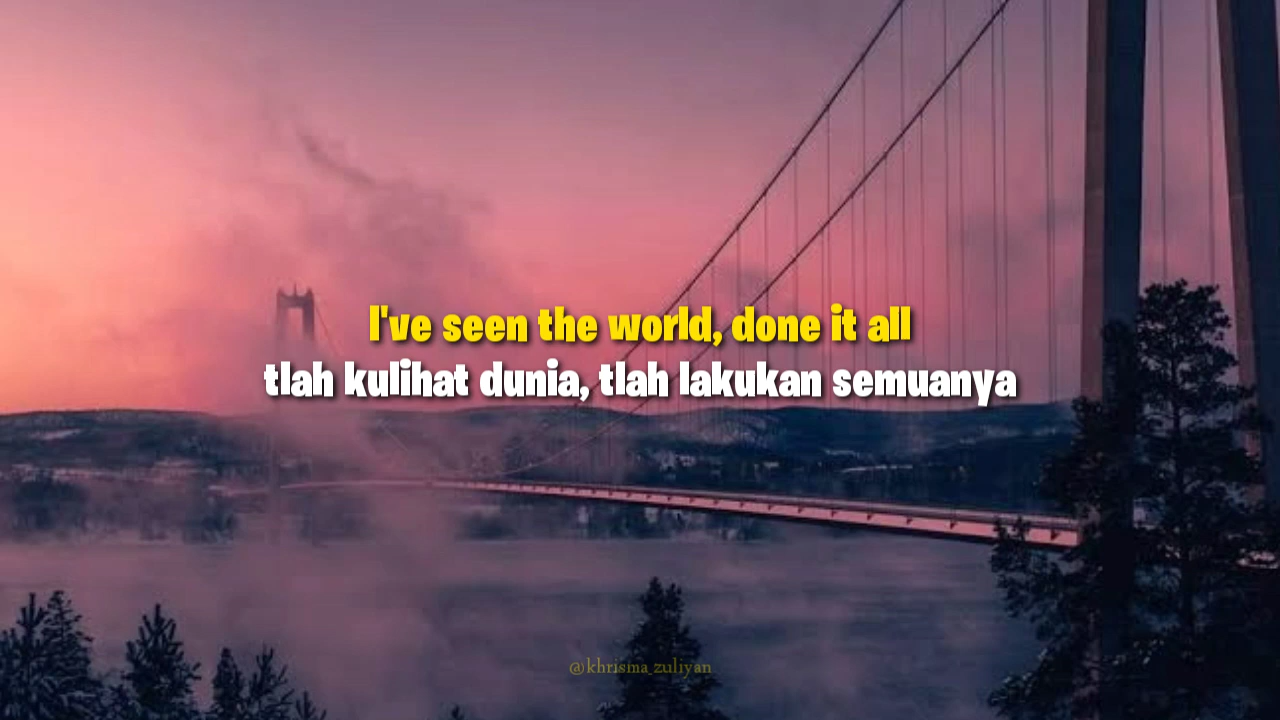 I've seen the world, done it all
tlah kulihat dunia, tlah lakukan semuanya
@khrisma_zuliyan